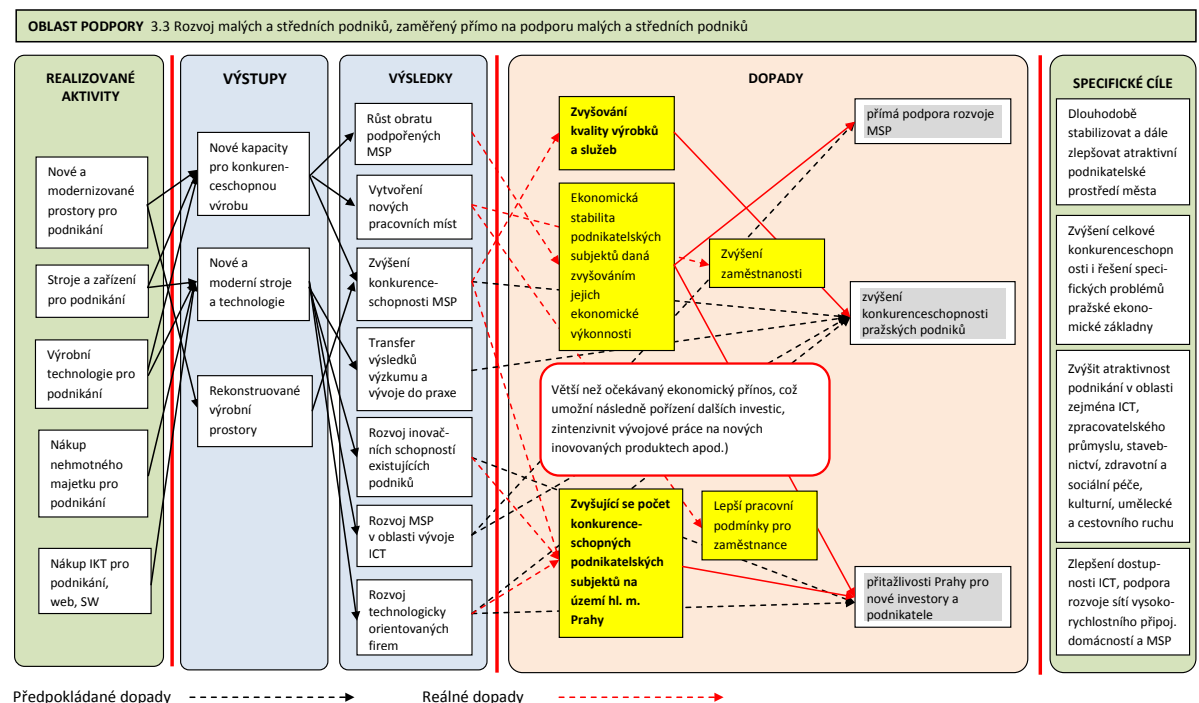 OBLAST PODPORY 3.3 Rozvoj malých a středních podniků, zaměřený přímo na podporu malých a středních podniků
REALIZOVANÉ
AKTIVITY
Nové a
modernizované
prostory pro
podnikání
Stroje a zařízení
pro podnikání
Výrobní
technologie pro
podnikání
Nákup
nehmotného
majetku pro
podnikání
Nákup IKT pro
podnikání,
web, SW
VÝSTUPY
Nové kapacity
pro konkuren-
ceschopnou
výrobu
Nové a
moderní stroje
a technologie
Rekonstruované
výrobní
prostory
VÝSLEDKY
Růst obratu
podpořených
MSP
Vytvoření
nových
pracovních míst
Zvýšení
konkurence-
schopnosti MSP
Transfer
výsledků
výzkumu a
vývoje do praxe
Rozvoj inovač-
ních schopností
existujících
podniků
Rozvoj MSP
v oblasti vývoje
ICT
Rozvoj
technologicky
orientovaných
firem
DOPADY
Zvyšování
kvality výrobků
a služeb
Ekonomická
stabilita
podnikatelských
subjektů daná
zvyšováním
jejich
ekonomické
výkonnosti
Zvýšení
zaměstnanosti
Větší než očekávaný ekonomický přínos, což
umožní následně pořízení dalších investic,
zintenzivnit vývojové práce na nových
inovovaných produktech apod.)
Zvyšující se počet
konkurence-
schopných
podnikatelských
subjektů na
území hl. m.
Prahy
Lepší pracovní
podmínky pro
zaměstnance
přímá podpora rozvoje
MSP
zvýšení
konkurenceschopnosti
pražských podniků
přitažlivosti Prahy pro
nové investory a
podnikatele
SPECIFICKÉ CÍLE
Dlouhodobě
stabilizovat a dále
zlepšovat atraktivní
podnikatelské
prostředí města
Zvýšení celkové
konkurenceschopn
osti i řešení speci-
fických problémů
pražské ekono-
mické základny
Zvýšit atraktivnost
podnikání v oblasti
zejména ICT,
zpracovatelského
průmyslu, staveb-
nictví, zdravotní a
sociální péče,
kulturní, umělecké
a cestovního ruchu
Zlepšení dostup-
nosti ICT, podpora
rozvoje sítí vysoko-
rychlostního připoj.
domácností a MSP
Předpokládané dopady
Reálné dopady